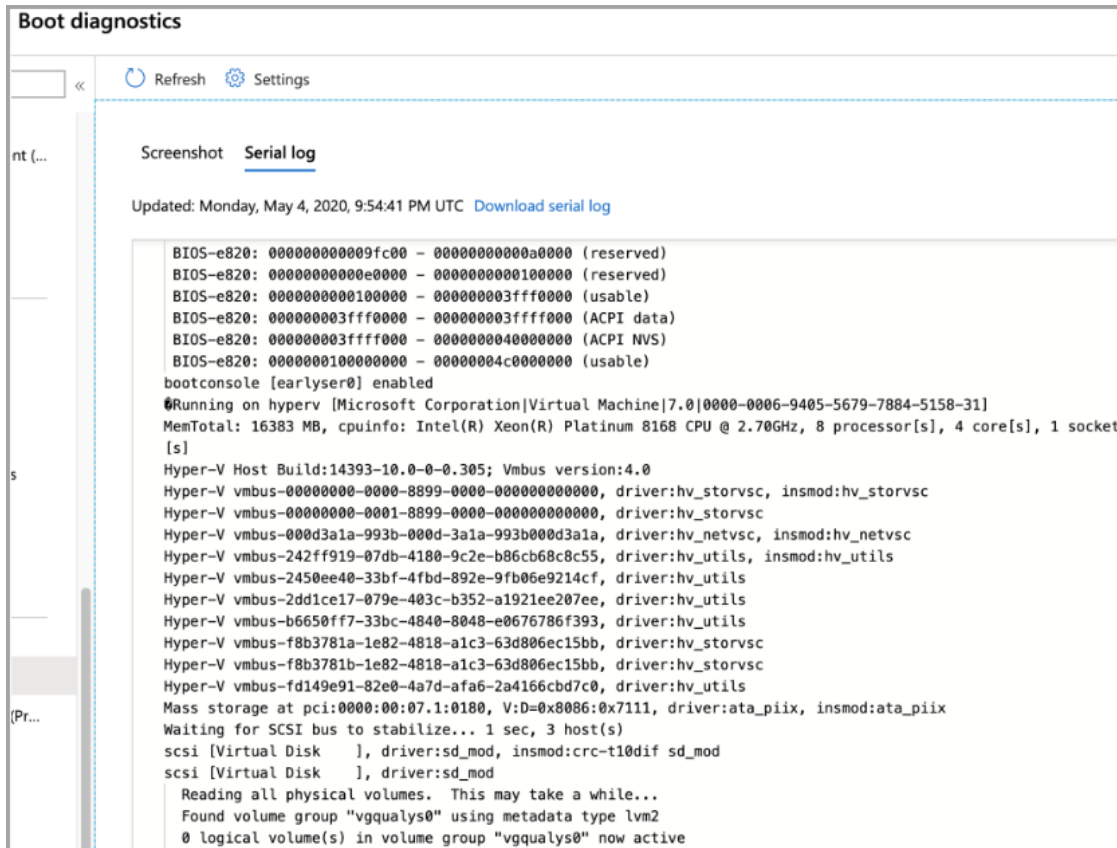 Boot diagnostics
«
Refresh Settings
nt (...
Screenshot Serial log
Updated: Monday, May 4, 2020, 9:54:41 PM UTC Download serial log
BIOS-e820: 000000000009fc00 - 00000000000a0000 (reserved)
BIOS-e820: 00000000000e0000 - 0000000000100000 (reserved)
BIOS-e820: 0000000000100000 - 000000003fff0000 (usable)
BIOS-e820: 000000003fff0000 - 000000003ffff000 (ACPI data)
BIOS-e820: 000000003ffff000 - 0000000040000000 (ACPI NVS)
BIOS-e820: 0000000100000000 - 00000004c0000000 (usable)
bootconsole [earlyser0] enabled
�Running on hyperv [Microsoft Corporation|Virtual Machine|7.0|0000-0006-9405-5679-7884-5158-31]
MemTotal: 16383 MB, cpuinfo: Intel(R) Xeon(R) Platinum 8168 CPU @ 2.70GHz, 8 processor[s], 4 core[s], 1 socket
[s]
s
Hyper-V Host Build:14393-10.0-0-0.305; Vmbus version:4.0
Hyper-V vmbus-00000000-0000-8899-0000-000000000000, driver:hv_storvsc, insmod:hv_storvsc
Hyper-V vmbus-00000000-0001-8899-0000-000000000000, driver:hv_storvsc
Hyper-V vmbus-000d3a1a-993b-000d-3a1a-993b000d3a1a, driver:hv_netvsc, insmod:hv_netvsc
Hyper-V vmbus-242ff919-07db-4180-9c2e-b86cb68c8c55, driver:hv_utils, insmod:hv_utils
Hyper-V vmbus-2450ee40-33bf-4fbd-892e-9fb06e9214cf, driver:hv_utils
Hyper-V vmbus-2dd1ce17-079e-403c-b352-a1921ee207ee, driver:hv_utils
Hyper-V vmbus-b6650ff7-33bc-4840-8048-e0676786f393, driver:hv_utils
Hyper-V vmbus-f8b3781a-1e82-4818-a1c3-63d806ec15bb, driver:hv_storvsc
Hyper-V vmbus-f8b3781b-1e82-4818-a1c3-63d806ec15bb, driver:hv_storvsc
Hyper-V vmbus-fd149e91-82e0-4a7d-afa6-2a4166cbd7c0, driver:hv_utils
(Pr...
Mass storage at pci:0000:00:07.1:0180, V:D=0x8086:0x7111, driver:ata_piix, insmod:ata_piix
Waiting for SCSI bus to stabilize... 1 sec, 3 host(s)
scsi [Virtual Disk    ], driver:sd_mod, insmod:crc-t10dif sd_mod
scsi [Virtual Disk    ], driver:sd_mod
Reading all physical volumes.  This may take a while...
Found volume group "vgqualys0" using metadata type lvm2
0 logical volume(s) in volume group "vgqualys0" now active